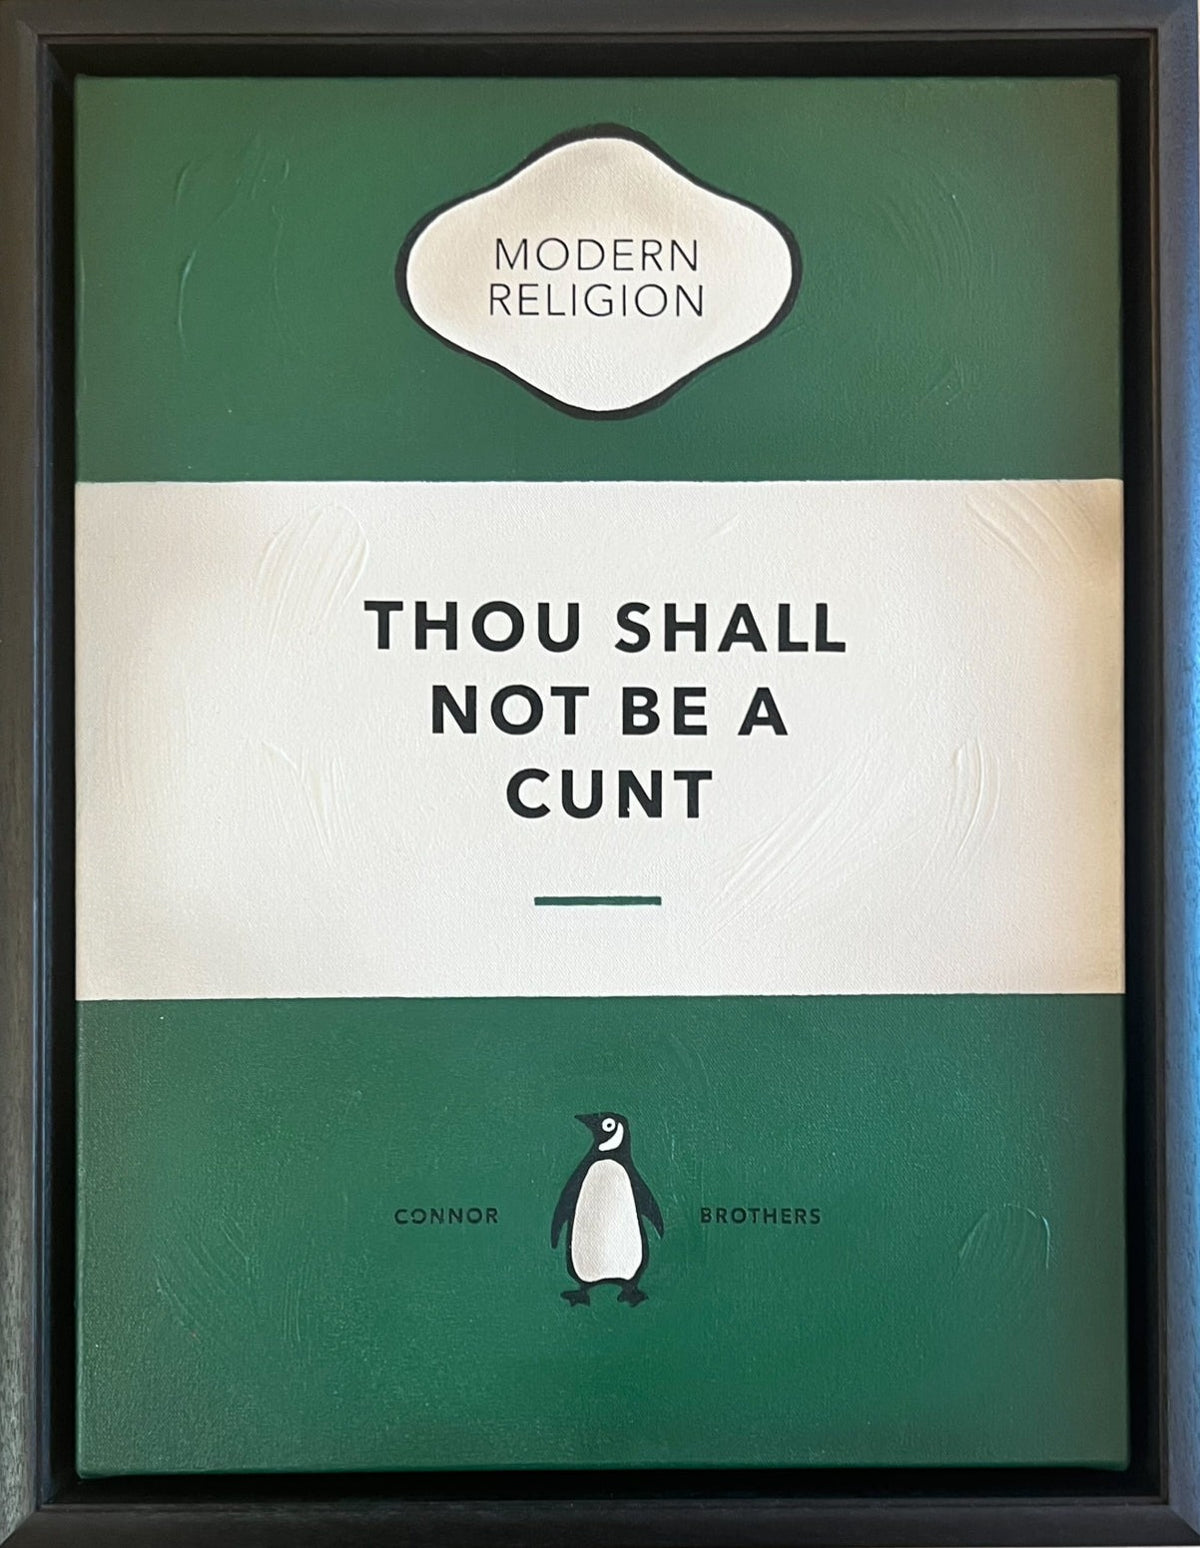 MODERN
RELIGION
THOU SHALL
NOT BE A
CUNT
CONNOR BROTHERS